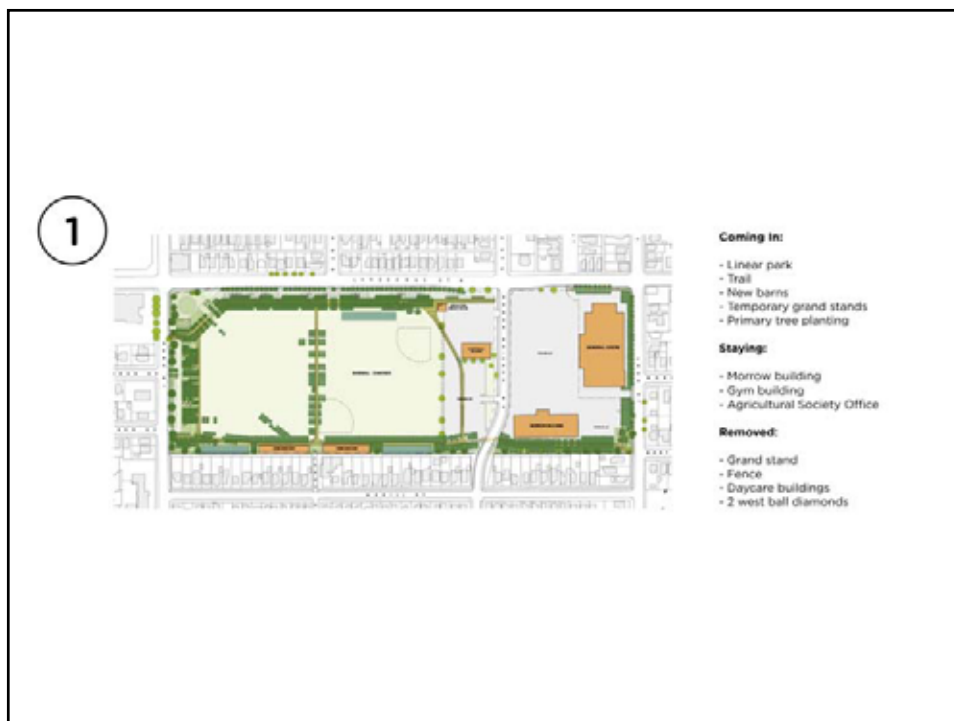 1
Coming In:
- Linear park
- Trail
- New barns
- Temporary grand stands
- Primary tree planting
Staying:
- Morrow building
- Gym building
- Agricultural Society Office
Removed:
- Grand stand
- Fence
- Daycare buildings
- 2 west ball diamonds